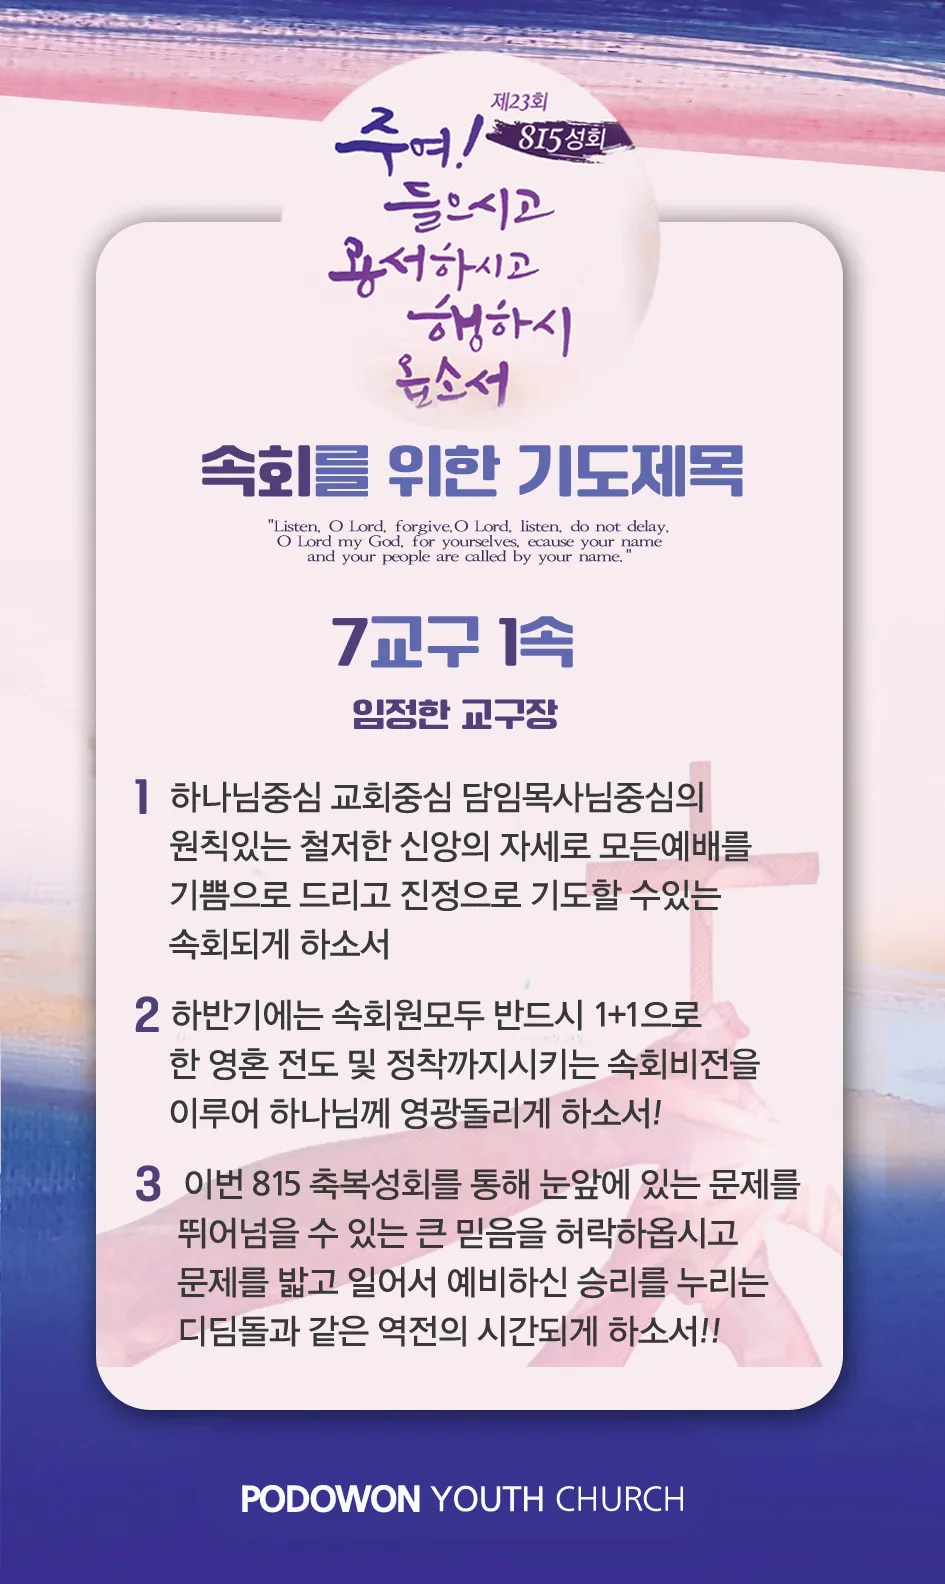 제23회
815성회
주여!
들으시고
용서하시고
행하시
옵소서
속회를 위한 기도제목
"Listen, O Lord, forgive,O Lord, listen, do not delay,
O Lord my God, for yourselves, ecause your name
and your people are called by your name."
7교구 1속
임정한 교구장
1 하나님중심 교회중심 담임목사님중심의
원칙있는 철저한 신앙의 자세로 모든예배를
기쁨으로 드리고 진정으로 기도할 수있는
속회되게 하소서
2 하반기에는 속회원모두 반드시 1+1으로
한 영혼 전도 및 정착까지시키는 속회비전을
이루어 하나님께 영광돌리게 하소서!
3 이번 815 축복성회를 통해 눈앞에 있는 문제를
뛰어넘을 수 있는 큰 믿음을 허락하옵시고
문제를 밟고 일어서 예비하신 승리를 누리는
디딤돌과 같은 역전의 시간되게 하소서!!
PODOWON YOUTH CHURCH